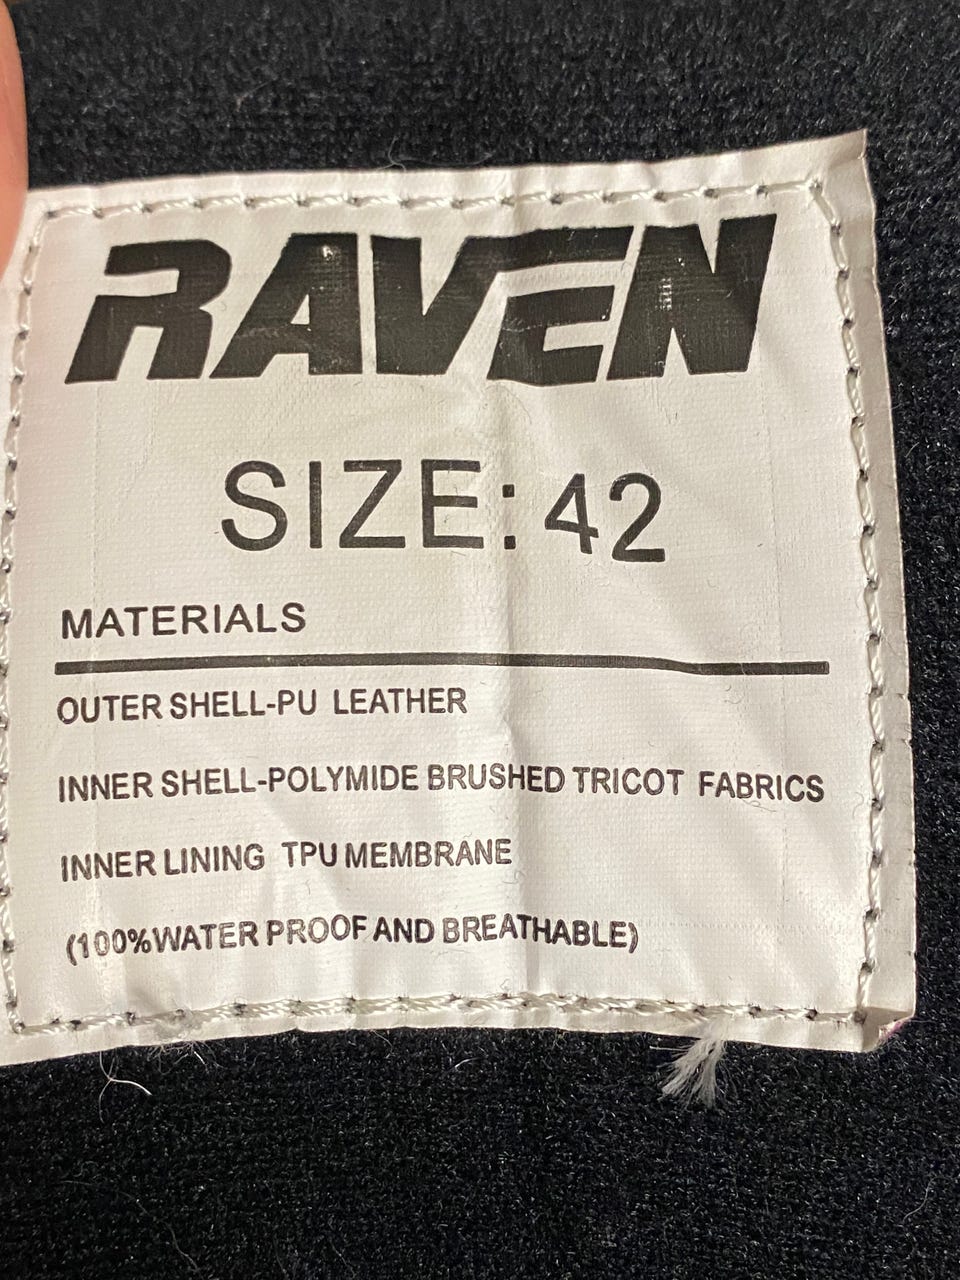 RAVEN
SIZE: 42
MATERIALS
OUTER SHELL-PU LEATHER
INNER SHELL-POLYMIDE BRUSHED TRICOT FABRICS
INNER LINING TPU MEMBRANE
(100%WATER PROOF AND BREATHABLE)